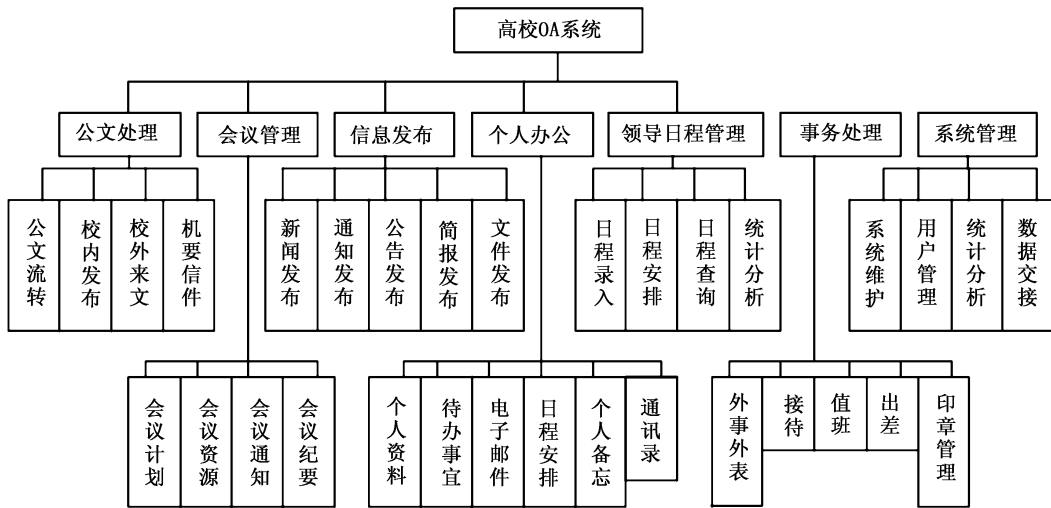 高校OA系统
公文处理
会议管理
信息发布
个人办公
领导日程管理
事务处理
系统管理
公文流转
校内发布
校外来文
机要信件
新闻发布
通知发布
公告发布
简报发布
文件发布
日程录入
日程安排
日程查询
统计分析
系统维护
用户管理
统计分析
数据交接
会议计划
会议资源
会议通知
会议纪要
个人资料
待办事宜
电子邮件
日程安排
个人备忘
通讯录
外事外表
接待
值班
出差
印章管理